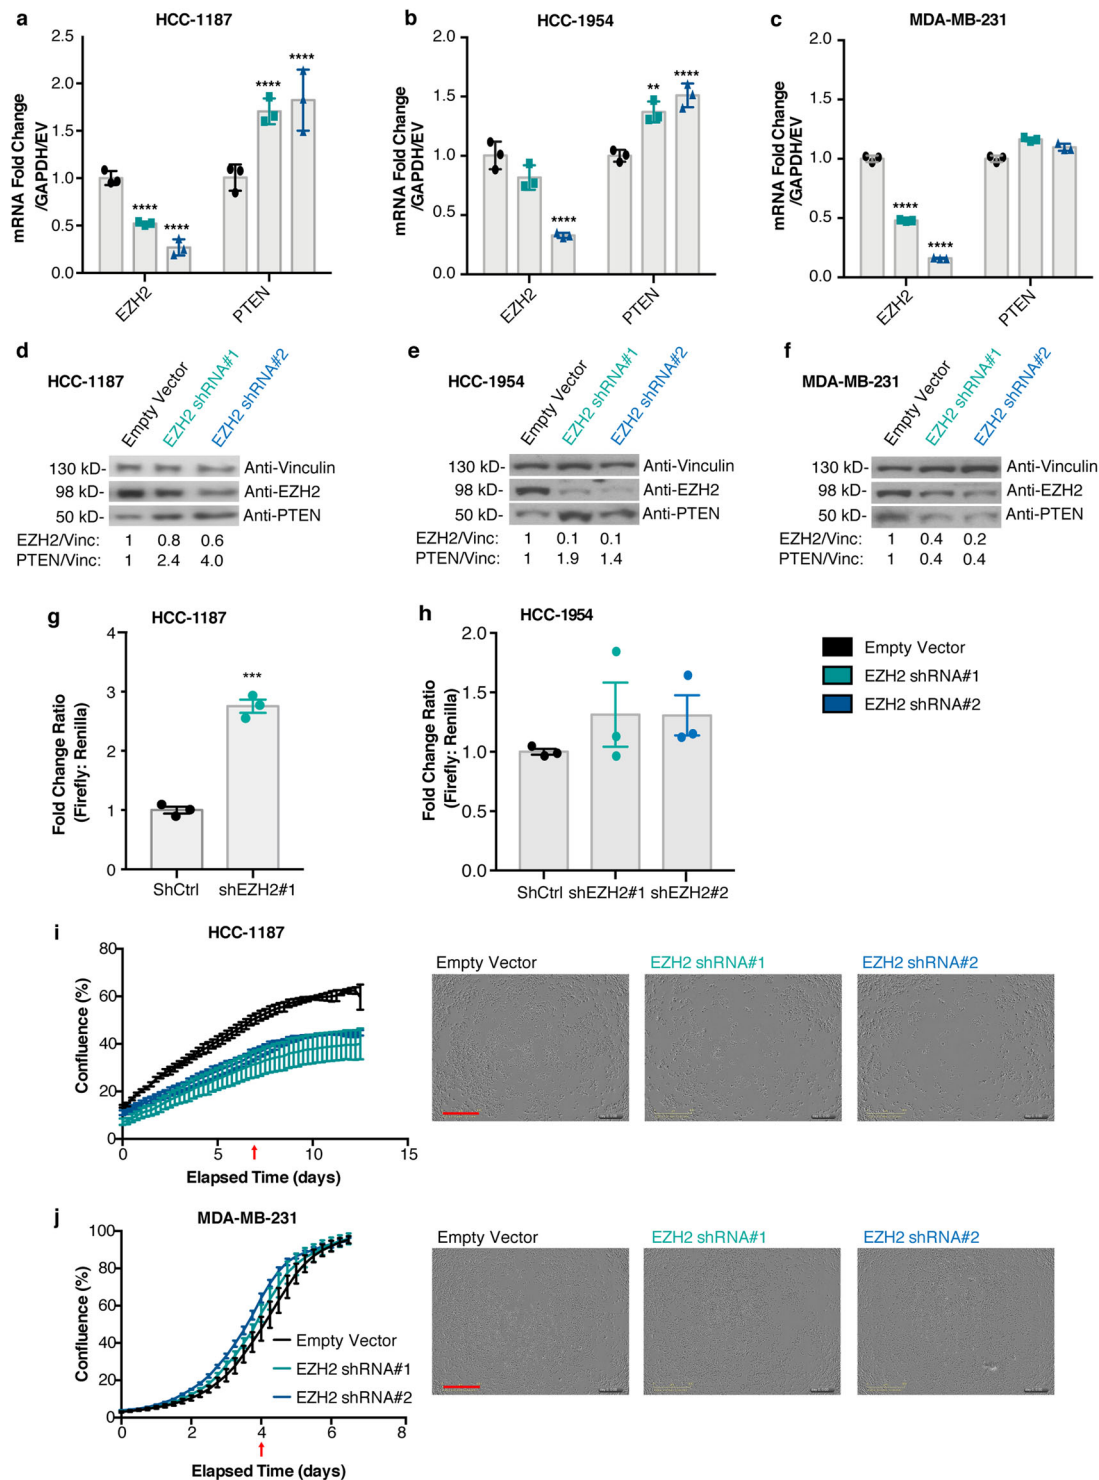 a HCC-1187
mRNA Fold Change
/GAPDH/EV
2.5
2.0
1.5
1.0
0.5
0.0
****
****
****
****
EZH2
PTEN
b HCC-1954
mRNA Fold Change
/GAPDH/EV
2.0
1.5
1.0
0.5
0.0
****
**
****
EZH2
PTEN
c MDA-MB-231
mRNA Fold Change
/GAPDH/EV
2.0
1.5
1.0
0.5
0.0
****
****
EZH2
PTEN
d
HCC-1187
Empty Vector
EZH2 shRNA#1
EZH2 shRNA#2
130 kD- Anti-Vinculin
98 kD- Anti-EZH2
50 kD- Anti-PTEN
EZH2/Vinc: 1 0.8 0.6
PTEN/Vinc: 1 2.4 4.0
e
HCC-1954
Empty Vector
EZH2 shRNA#1
EZH2 shRNA#2
130 kD- Anti-Vinculin
98 kD- Anti-EZH2
50 kD- Anti-PTEN
EZH2/Vinc: 1 0.1 0.1
PTEN/Vinc: 1 1.9 1.4
f
MDA-MB-231
Empty Vector
EZH2 shRNA#1
EZH2 shRNA#2
130 kD- Anti-Vinculin
98 kD- Anti-EZH2
50 kD- Anti-PTEN
EZH2/Vinc: 1 0.4 0.2
PTEN/Vinc: 1 0.4 0.4
g HCC-1187
Fold Change Ratio
(Firefly: Renilla)
4
3
2
1
0
***
ShCtrl shEZH2#1
h HCC-1954
Fold Change Ratio
(Firefly: Renilla)
2.0
1.5
1.0
0.5
0.0
ShCtrl shEZH2#1 shEZH2#2
Empty Vector
EZH2 shRNA#1
EZH2 shRNA#2
i HCC-1187
Confluence (%)
80
60
40
20
0
0 5 10 15
Elapsed Time (days)
Empty Vector EZH2 shRNA#1 EZH2 shRNA#2
j MDA-MB-231
Confluence (%)
100
80
60
40
20
0
Empty Vector
EZH2 shRNA#1
EZH2 shRNA#2
0 2 4 6 8
Elapsed Time (days)
Empty Vector EZH2 shRNA#1 EZH2 shRNA#2